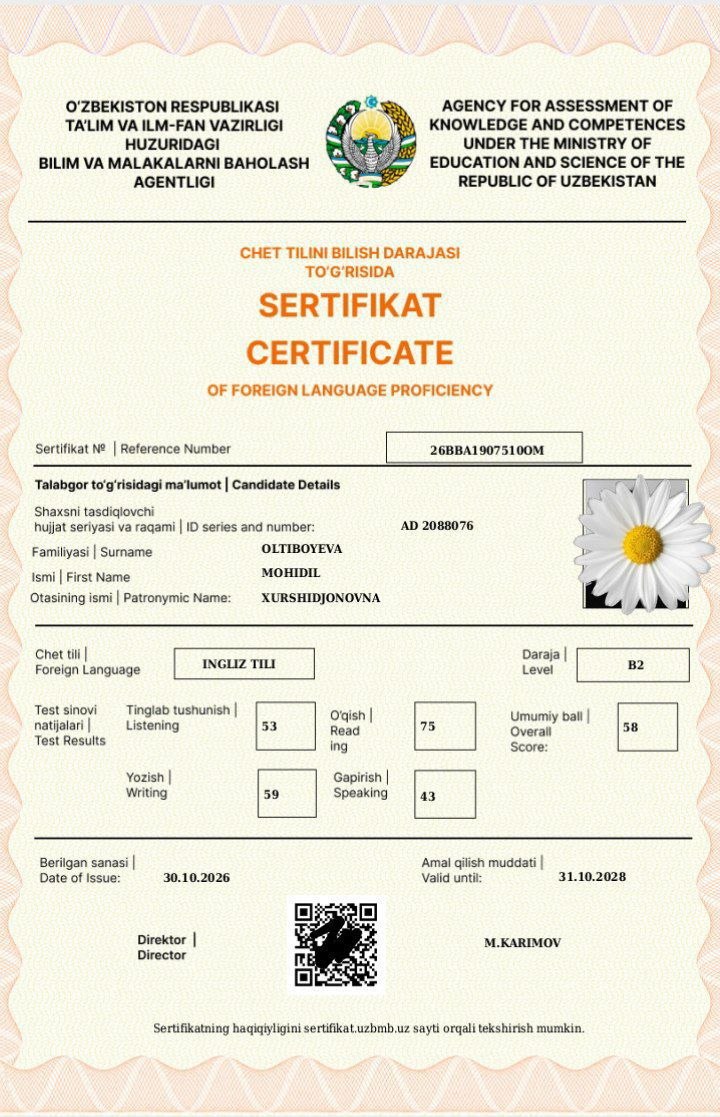 O'ZBEKISTON RESPUBLIKASI
TA'LIM VA ILM-FAN VAZIRLIGI
HUZURIDAGI
BILIM VA MALAKALARNI BAHOLASH
AGENTLIGI
AGENCY FOR ASSESSMENT OF
KNOWLEDGE AND COMPETENCES
UNDER THE MINISTRY OF
EDUCATION AND SCIENCE OF THE
REPUBLIC OF UZBEKISTAN
CHET TILINI BILISH DARAJASI
TO'G'RISIDA
SERTIFIKAT
CERTIFICATE
OF FOREIGN LANGUAGE PROFICIENCY
Sertifikat № | Reference Number 26BBA1907510OM
Talabgor to'g'risidagi ma'lumot | Candidate Details
Shaxsni tasdiqlovchi
hujjat seriyasi va raqami | ID series and number: AD 2088076
Familiyasi | Surname OLTIBOYEVA
Ismi | First Name MOHIDIL
Otasining ismi | Patronymic Name: XURSHIDJONOVNA
Chet tili |
Foreign Language
INGLIZ TILI
Daraja |
Level
B2
Test sinovi
natijalari |
Test Results
Tinglab tushunish |
Listening
53
O'qish |
Read
ing
75
Umumiy ball |
Overall
Score:
58
Yozish |
Writing
59
Gapirish |
Speaking
43
Berilgan sanasi |
Date of Issue: 30.10.2026
Amal qilish muddati |
Valid until: 31.10.2028
Direktor |
Director
M.KARIMOV
Sertifikatning haqiqiyligini sertifikat.uzbmb.uz sayti orqali tekshirish mumkin.